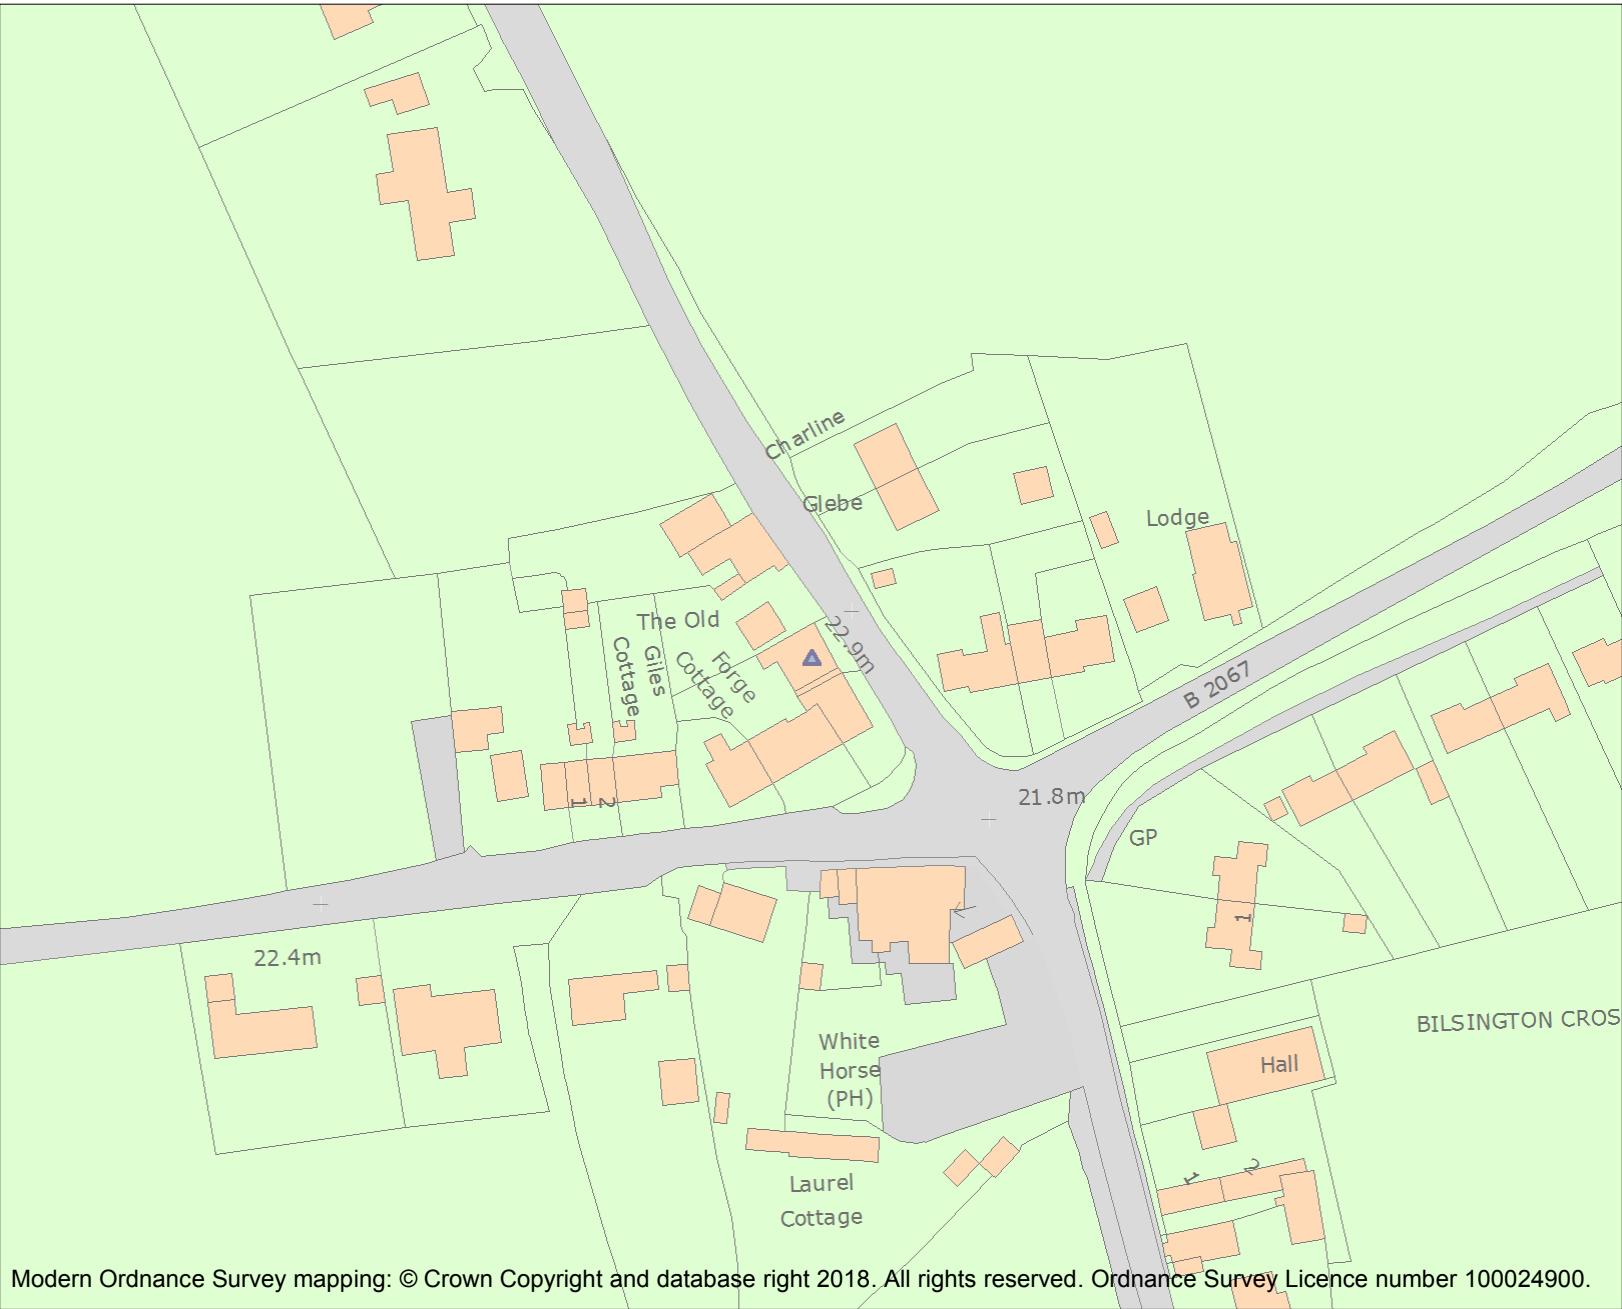 Charline
Glebe
Lodge
The Old
Forge
Cottage
Giles
Cottage
22.9m
B 2067
1
2
21.8m
GP
1
22.4m
White
Horse
(PH)
BILSINGTON CROS
Hall
1
2
Laurel
Cottage
Modern Ordnance Survey mapping: © Crown Copyright and database right 2018. All rights reserved. Ordnance Survey Licence number 100024900.